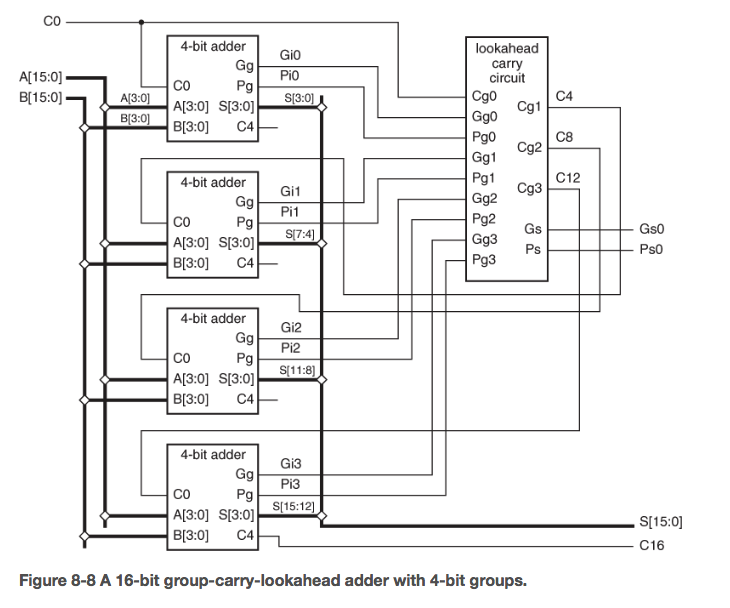 C0
A[15:0]
B[15:0]
4-bit adder
Gg
C0 Pg
A[3:0] S[3:0]
B[3:0] C4
A[3:0]
B[3:0]
Gi0
Pi0
S[3:0]
4-bit adder
Gg
C0 Pg
A[3:0] S[3:0]
B[3:0] C4
Gi1
Pi1
S[7:4]
4-bit adder
Gg
C0 Pg
A[3:0] S[3:0]
B[3:0] C4
Gi2
Pi2
S[11:8]
4-bit adder
Gg
C0 Pg
A[3:0] S[3:0]
B[3:0] C4
Gi3
Pi3
S[15:12]
lookahead
carry
circuit
Cg0
Gg0
Pg0
Gg1
Pg1
Gg2
Pg2
Gg3
Pg3
Cg1
Cg2
Cg3
Gs
Ps
C4
C8
C12
Gs0
Ps0
S[15:0]
C16
Figure 8-8 A 16-bit group-carry-lookahead adder with 4-bit groups.